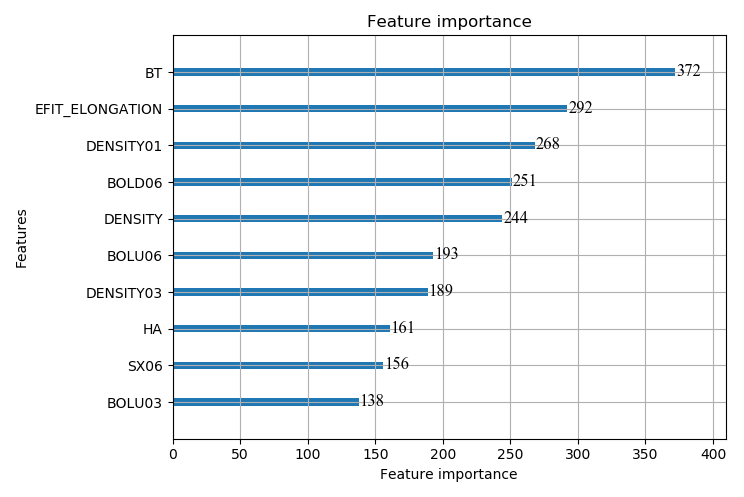 Feature importance
BT 372
EFIT_ELONGATION 292
DENSITY01 268
BOLD06 251
DENSITY 244
BOLU06 193
DENSITY03 189
HA 161
SX06 156
BOLU03 138
Features
0 50 100 150 200 250 300 350 400
Feature importance